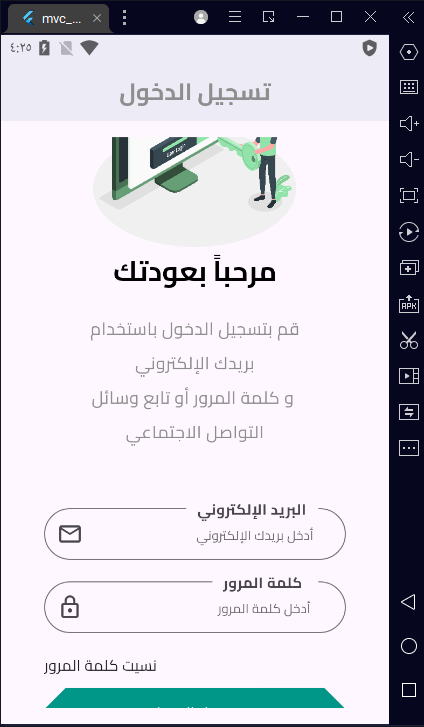 mvc_...
٤:٢٥
تسجيل الدخول
مرحباً بعودتك
قم بتسجيل الدخول باستخدام
بريدك الإلكتروني
و كلمة المرور أو تابع وسائل
التواصل الاجتماعي
البريد الإلكتروني
أدخل بريدك الإلكتروني
كلمة المرور
أدخل كلمة المرور
نسيت كلمة المرور
APK